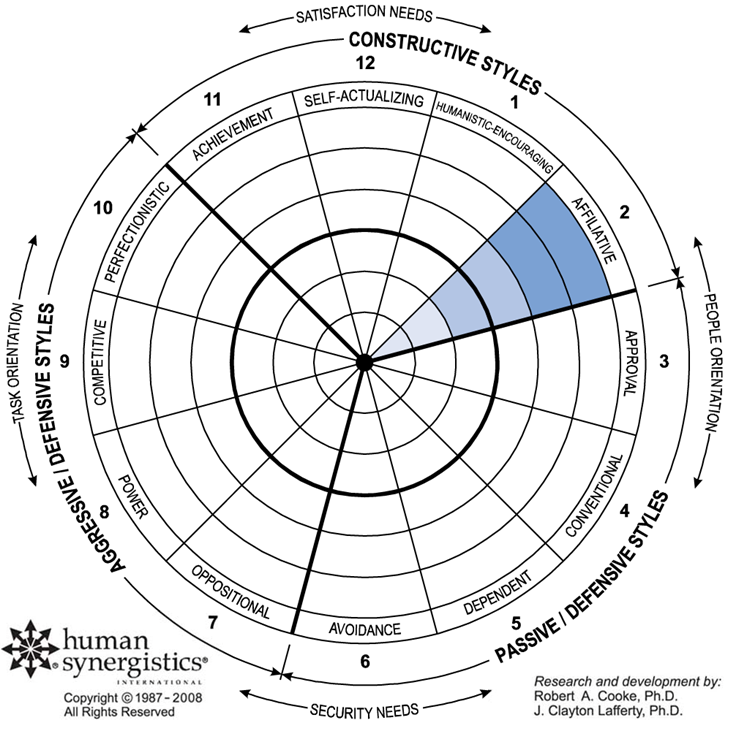 SATISFACTION NEEDS
CONSTRUCTIVE STYLES
12
11
1
SELF-ACTUALIZING
ACHIEVEMENT
HUMANISTIC-ENCOURAGING
10
2
PERFECTIONISTIC
AFFILIATIVE
TASK ORIENTATION
AGGRESSIVE / DEFENSIVE STYLES
9
COMPETITIVE
APPROVAL
3
PEOPLE ORIENTATION
8
POWER
CONVENTIONAL
4
PASSIVE / DEFENSIVE STYLES
OPPOSITIONAL
AVOIDANCE
DEPENDENT
7
6
5
SECURITY NEEDS
human
synergistics®
INTERNATIONAL
Copyright © 1987 - 2008
All Rights Reserved
Research and development by:
Robert A. Cooke, Ph.D.
J. Clayton Lafferty, Ph.D.